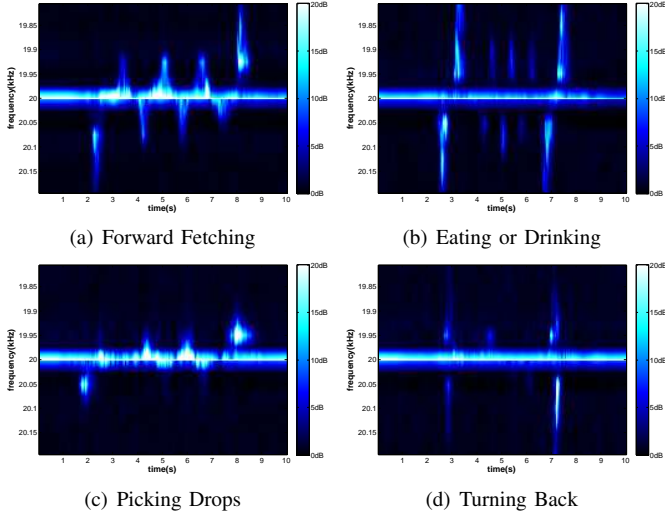 frequency(kHz)
19.85
19.9
19.95
20
20.05
20.1
20.15
1 2 3 4 5 6 7 8 9 10
time(s)
20dB
15dB
10dB
5dB
0dB
(a) Forward Fetching
frequency(kHz)
19.85
19.9
19.95
20
20.05
20.1
20.15
1 2 3 4 5 6 7 8 9 10
time(s)
20dB
15dB
10dB
5dB
0dB
(b) Eating or Drinking
frequency(kHz)
19.85
19.9
19.95
20
20.05
20.1
20.15
1 2 3 4 5 6 7 8 9 10
time(s)
20dB
15dB
10dB
5dB
0dB
(c) Picking Drops
frequency(kHz)
19.85
19.9
19.95
20
20.05
20.1
20.15
1 2 3 4 5 6 7 8 9 10
time(s)
20dB
15dB
10dB
5dB
0dB
(d) Turning Back